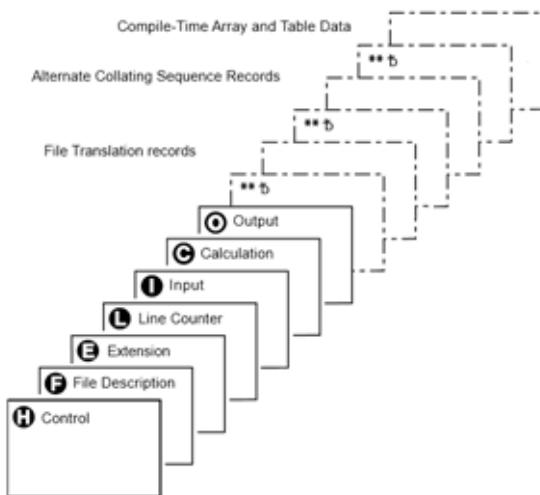 Compile-Time Array and Table Data
** ƀ
Alternate Collating Sequence Records
** ƀ
File Translation records
** ƀ
O Output
C Calculation
I Input
L Line Counter
E Extension
F File Description
H Control